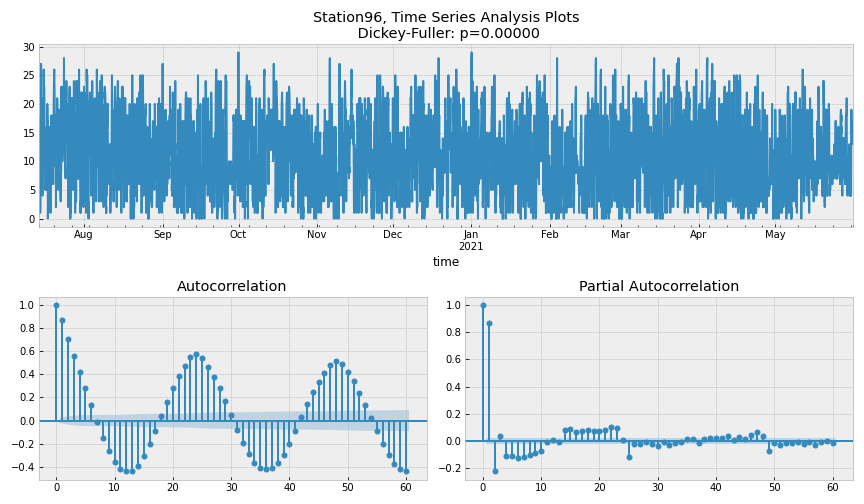 Station96, Time Series Analysis Plots
Dickey-Fuller: p=0.00000
30
25
20
15
10
5
0
Aug Sep Oct Nov Dec Jan Feb Mar Apr May
2021
time
Autocorrelation
1.0
0.8
0.6
0.4
0.2
0.0
−0.2
−0.4
0 10 20 30 40 50 60
Partial Autocorrelation
1.0
0.8
0.6
0.4
0.2
0.0
−0.2
0 10 20 30 40 50 60